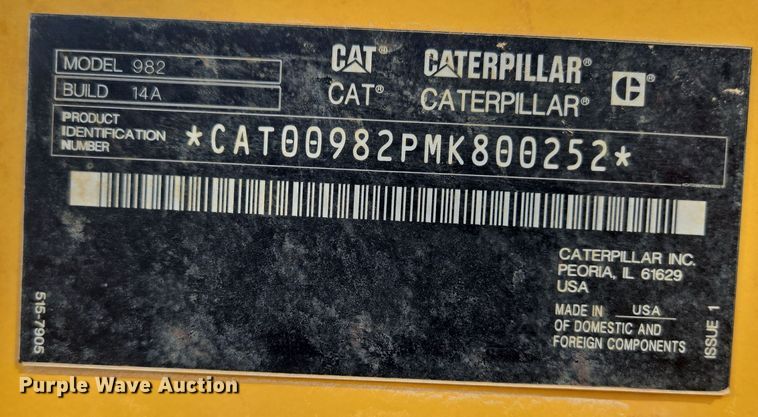 MODEL 982
BUILD 14A
CAT® CATERPILLAR®
CAT® CATERPILLAR® C®
PRODUCT
IDENTIFICATION
NUMBER
*CAT00982PMK800252*
CATERPILLAR INC.
PEORIA, IL 61629
USA
MADE IN USA
OF DOMESTIC AND
FOREIGN COMPONENTS
515-7905
ISSUE 1
Purple Wave Auction